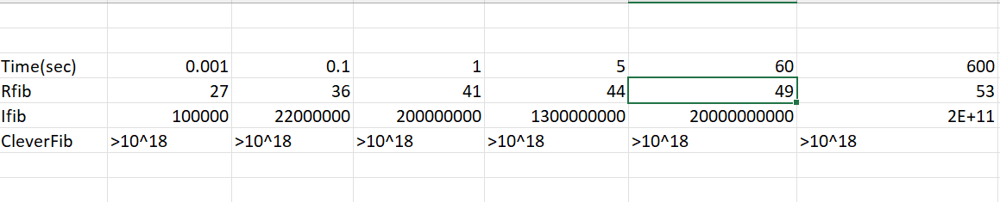 Time(sec) 0.001 0.1 1 5 60 600
Rfib 27 36 41 44 49 53
Ifib 100000 22000000 200000000 1300000000 20000000000 2E+11
CleverFib >10^18 >10^18 >10^18 >10^18 >10^18 >10^18